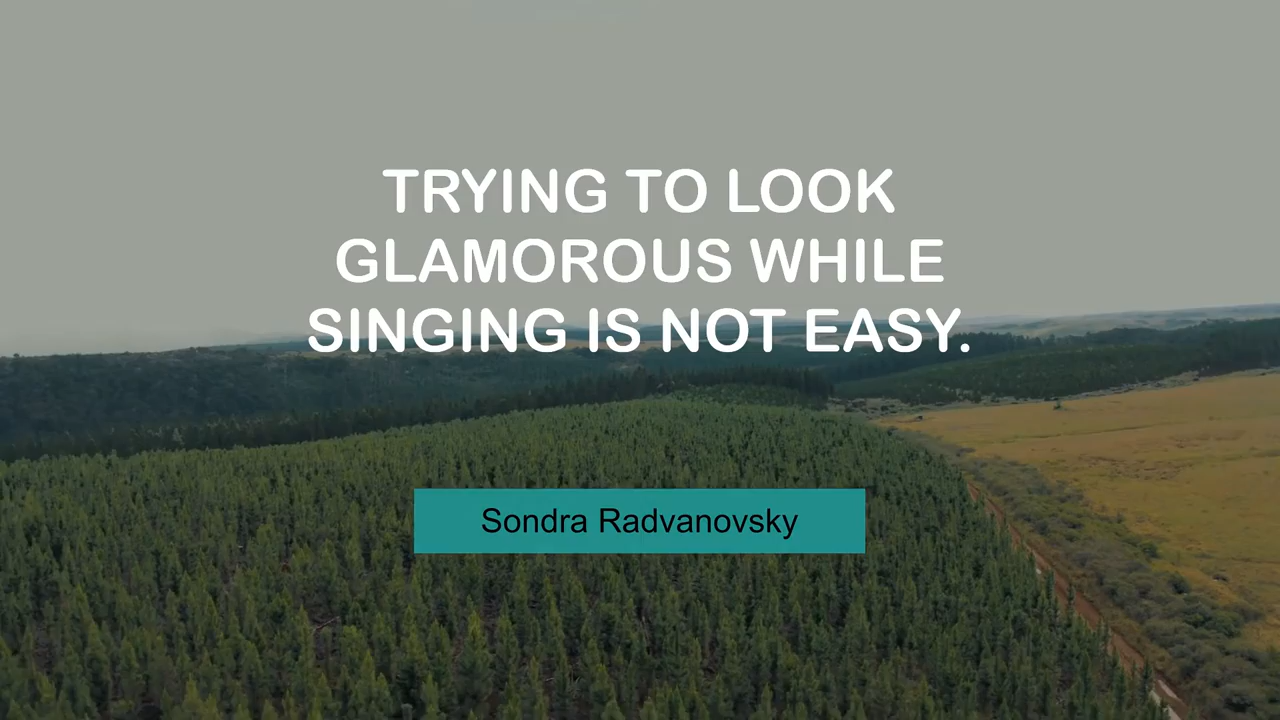 TRYING TO LOOK
GLAMOROUS WHILE
SINGING IS NOT EASY.
Sondra Radvanovsky